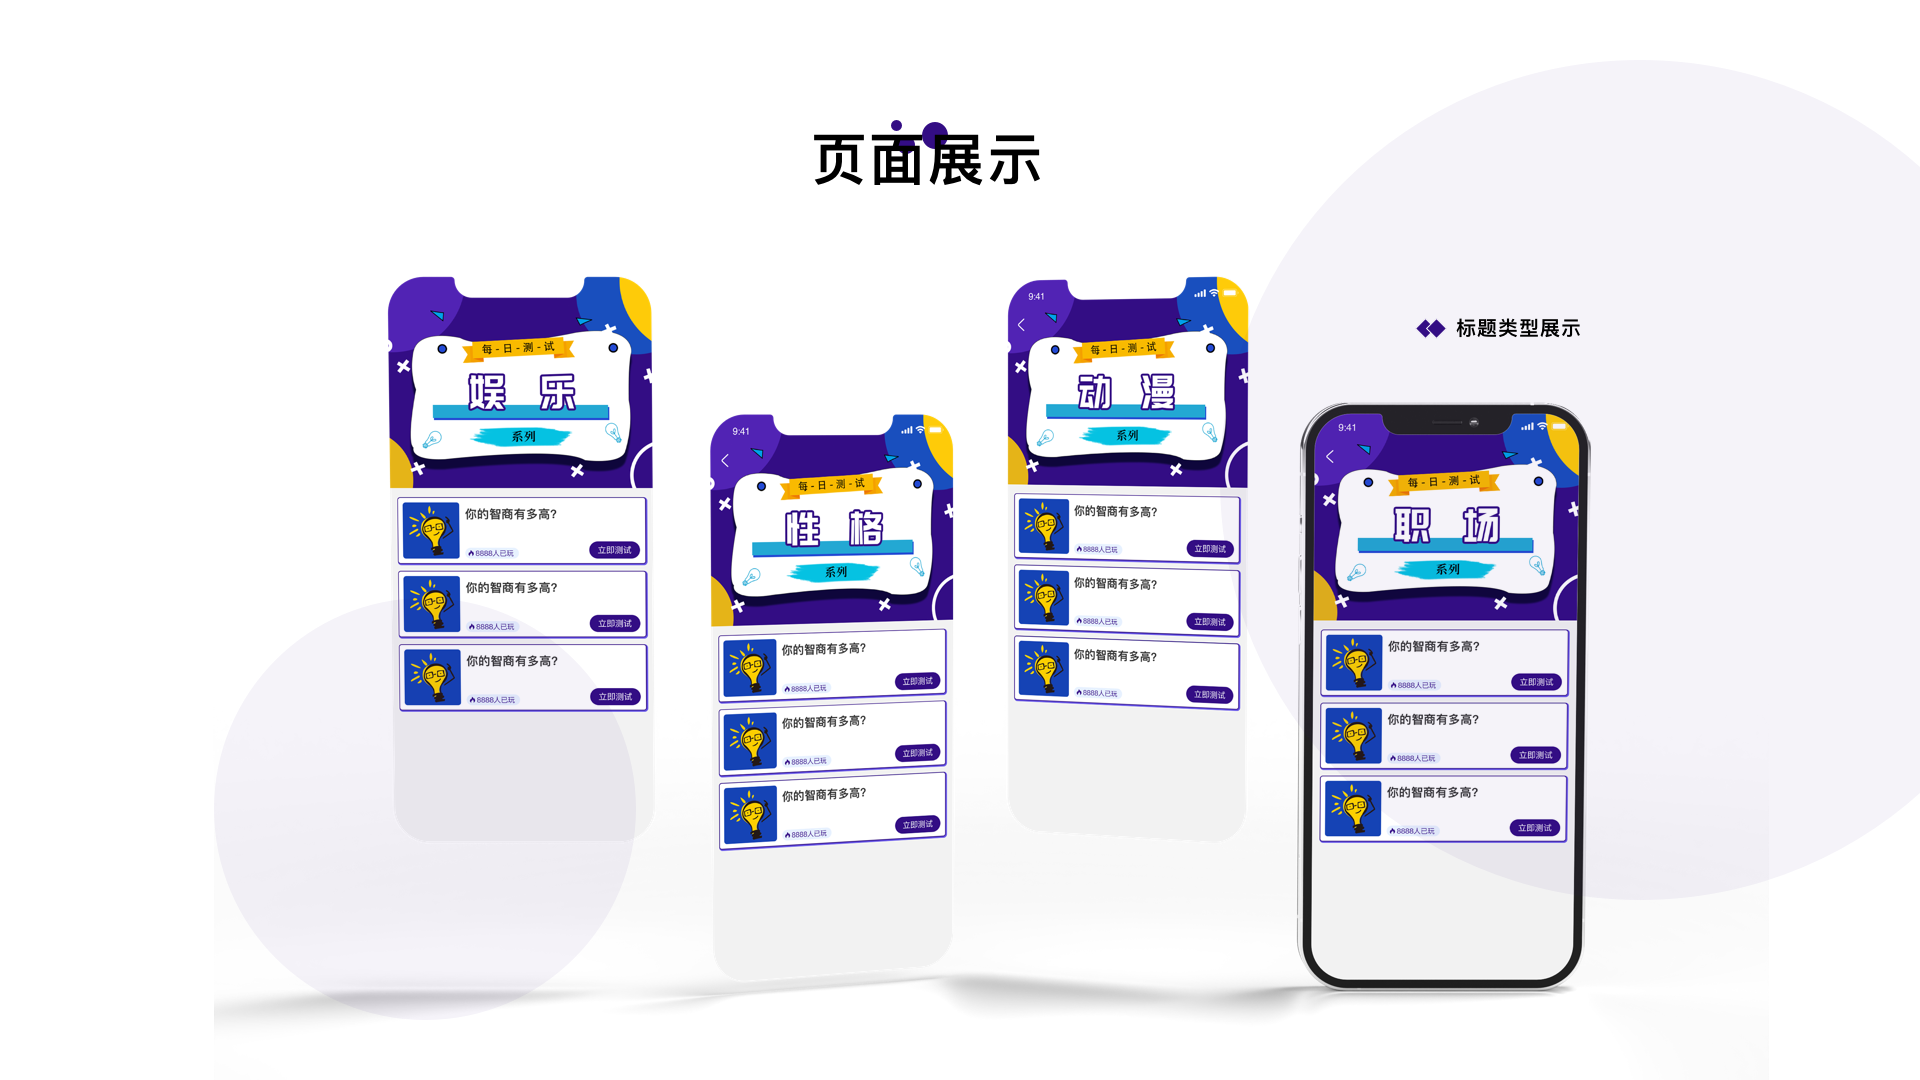 页面展示
标题类型展示
每-日-测-试
娱 乐
系列
你的智商有多高?
8888人已玩
立即测试
你的智商有多高?
8888人已玩
立即测试
你的智商有多高?
8888人已玩
立即测试
9:41
每-日-测-试
性 格
系列
你的智商有多高?
8888人已玩
立即测试
你的智商有多高?
8888人已玩
立即测试
你的智商有多高?
8888人已玩
立即测试
9:41
每-日-测-试
动 漫
系列
你的智商有多高?
8888人已玩
立即测试
你的智商有多高?
8888人已玩
立即测试
你的智商有多高?
8888人已玩
立即测试
9:41
每-日-测-试
职 场
系列
你的智商有多高?
8888人已玩
立即测试
你的智商有多高?
8888人已玩
立即测试
你的智商有多高?
8888人已玩
立即测试